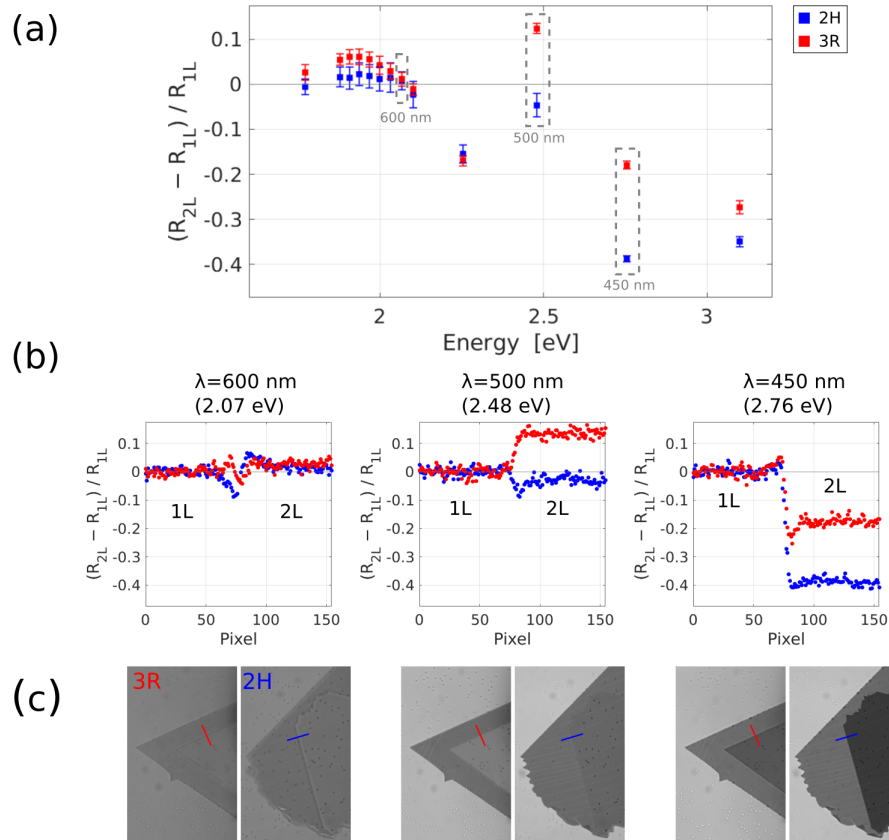 (a)
(R2L − R1L) / R1L
0.1
0
-0.1
-0.2
-0.3
-0.4
600 nm
500 nm
450 nm
2
2.5
3
Energy [eV]
2H
3R
(b)
λ=600 nm
(2.07 eV)
(R2L − R1L) / R1L
0.1
0
-0.1
-0.2
-0.3
-0.4
1L
2L
0
50
100
150
Pixel
λ=500 nm
(2.48 eV)
(R2L − R1L) / R1L
0.1
0
-0.1
-0.2
-0.3
-0.4
1L
2L
0
50
100
150
Pixel
λ=450 nm
(2.76 eV)
(R2L − R1L) / R1L
0.1
0
-0.1
-0.2
-0.3
-0.4
1L
2L
0
50
100
150
Pixel
(c)
3R
2H